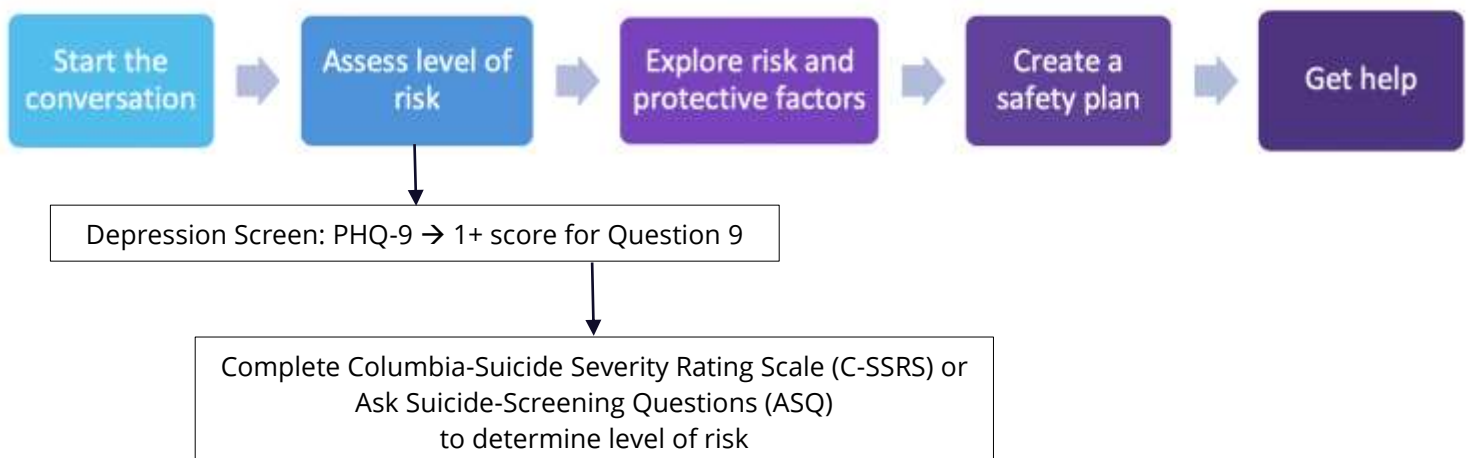 Start the
conversation
Assess level of
risk
Explore risk and
protective factors
Create a
safety plan
Get help
Depression Screen: PHQ-9 → 1+ score for Question 9
Complete Columbia-Suicide Severity Rating Scale (C-SSRS) or
Ask Suicide-Screening Questions (ASQ)
to determine level of risk